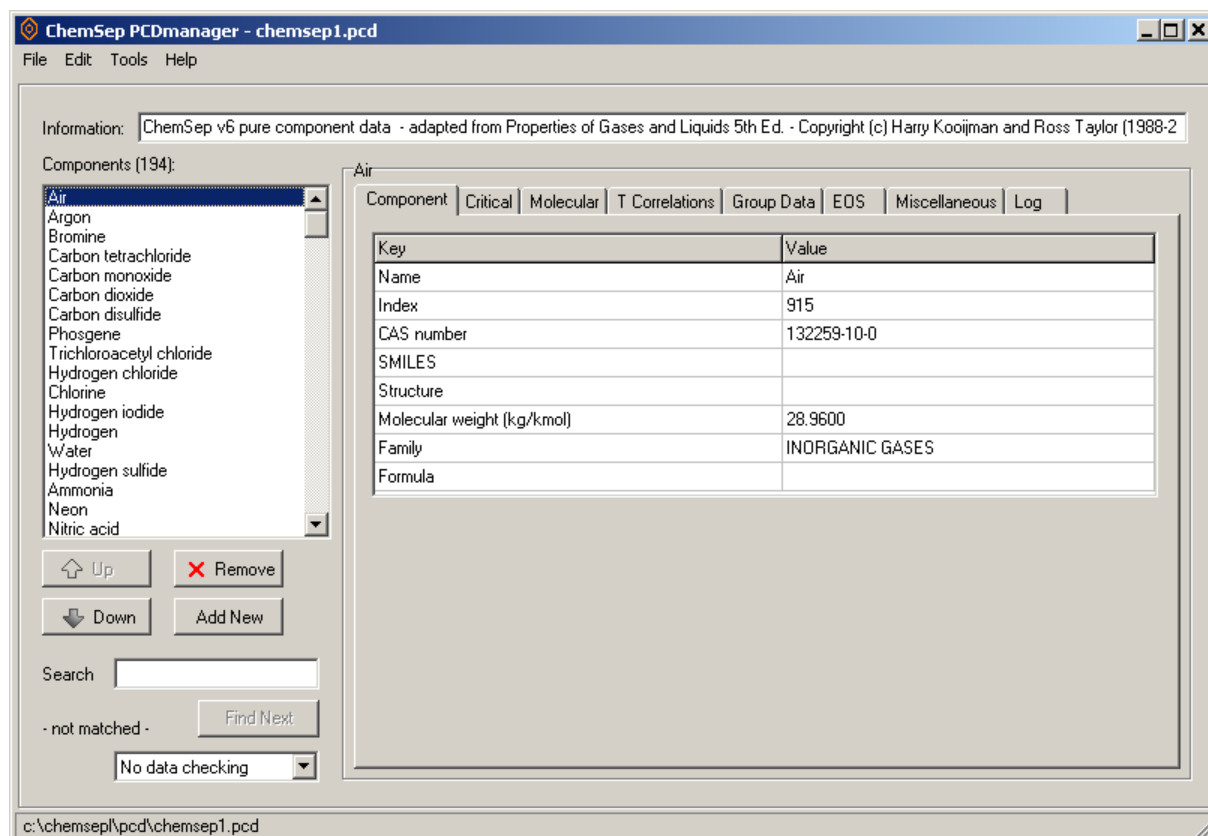 ChemSep PCDmanager - chemsep1.pcd
File Edit Tools Help
Information: ChemSep v6 pure component data - adapted from Properties of Gases and Liquids 5th Ed. - Copyright (c) Harry Kooijman and Ross Taylor (1988-2
Components (194):
Air
Argon
Bromine
Carbon tetrachloride
Carbon monoxide
Carbon dioxide
Carbon disulfide
Phosgene
Trichloroacetyl chloride
Hydrogen chloride
Chlorine
Hydrogen iodide
Hydrogen
Water
Hydrogen sulfide
Ammonia
Neon
Nitric acid
Up Remove
Down Add New
Search
Find Next
- not matched -
No data checking
Air
Component Critical Molecular T Correlations Group Data EOS Miscellaneous Log
Key Value
Name Air
Index 915
CAS number 132259-10-0
SMILES
Structure
Molecular weight (kg/kmol) 28.9600
Family INORGANIC GASES
Formula
c:\chemsepl\pcd\chemsep1.pcd